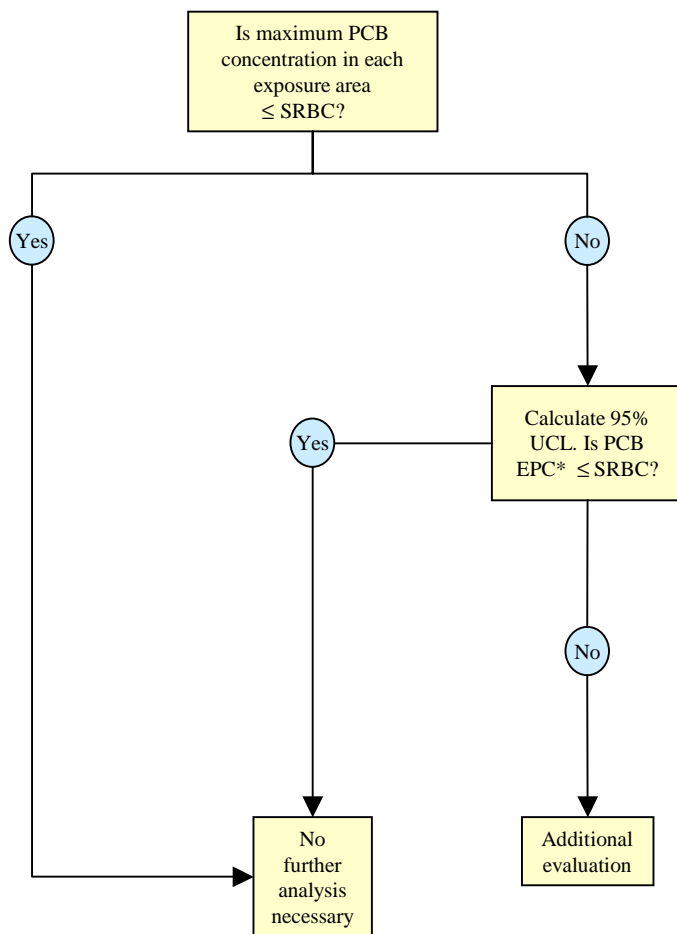 Is maximum PCB
concentration in each
exposure area
≤ SRBC?
Yes
No
Calculate 95%
UCL. Is PCB
EPC* ≤ SRBC?
Yes
No
No
further
analysis
necessary
Additional
evaluation